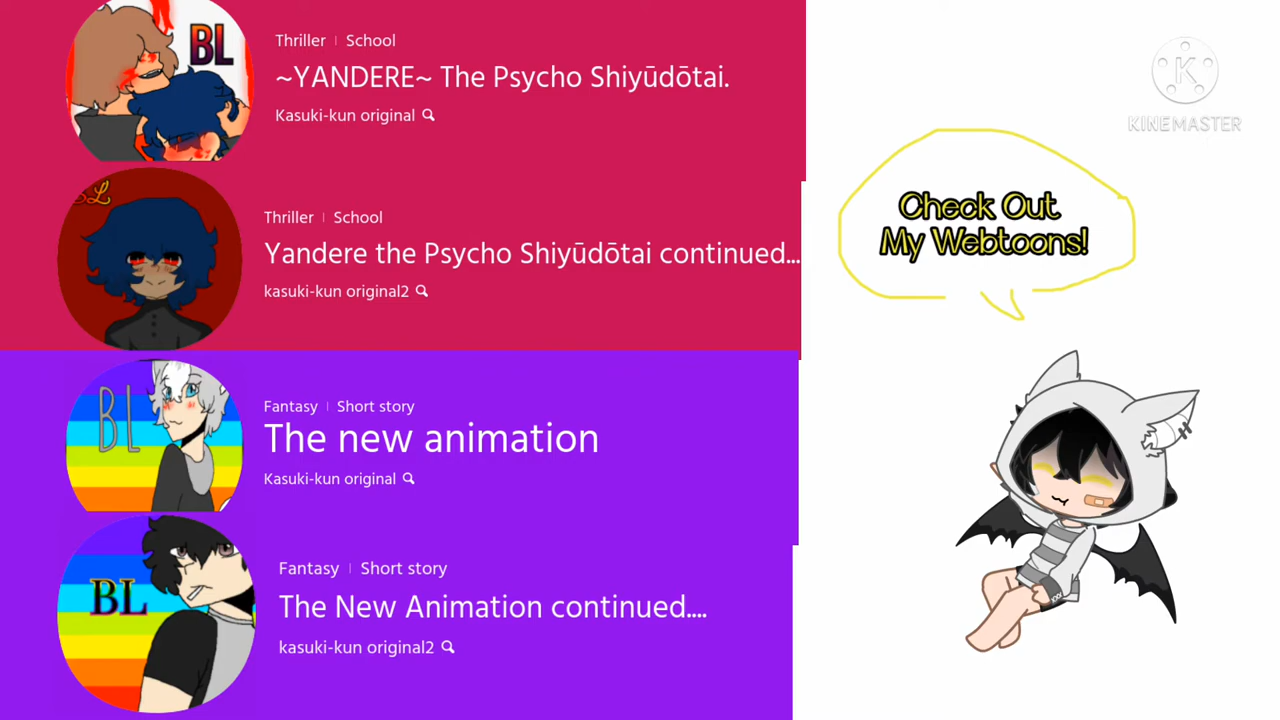 BL
Thriller | School
~YANDERE~ The Psycho Shiyūdōtai.
Kasuki-kun original
BL
Thriller | School
Yandere the Psycho Shiyūdōtai continued...
kasuki-kun original2
BL
Fantasy | Short story
The new animation
Kasuki-kun original
BL
Fantasy | Short story
The New Animation continued....
kasuki-kun original2
K
KINEMASTER
Check Out
My Webtoons!
XXX